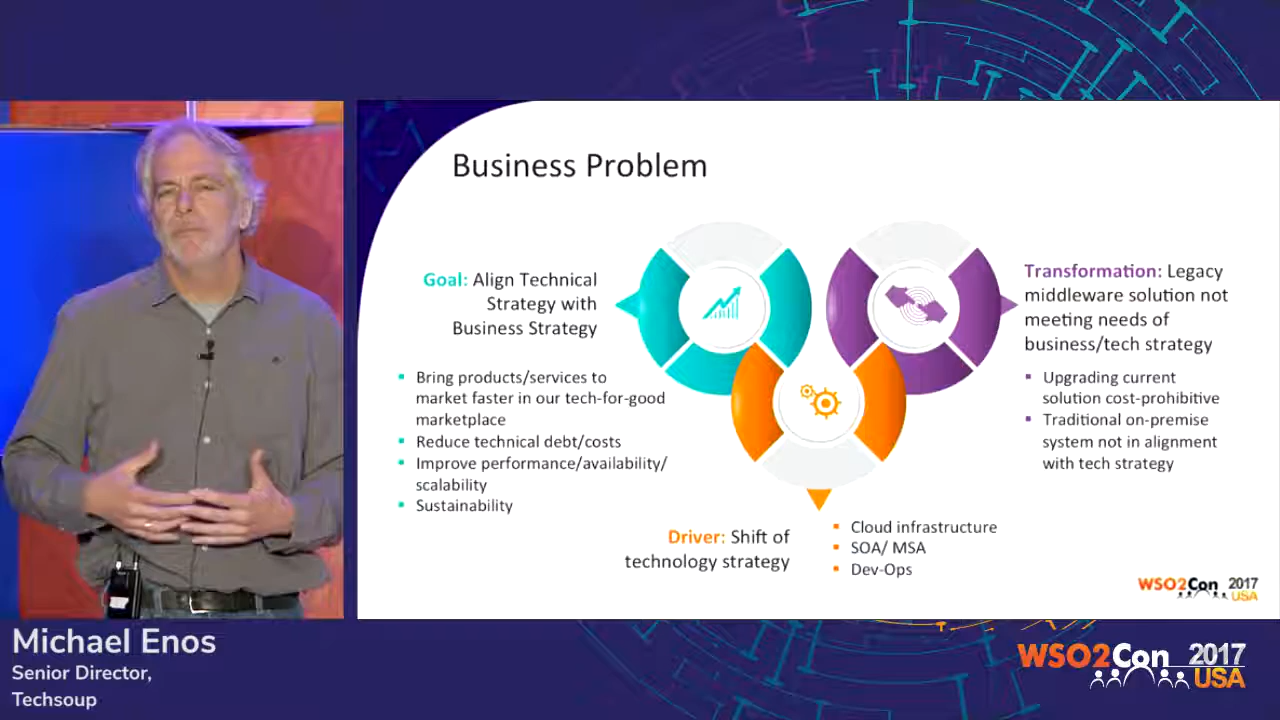 Business Problem
Goal: Align Technical
Strategy with
Business Strategy
Bring products/services to
market faster in our tech-for-good
marketplace
Reduce technical debt/costs
Improve performance/availability/
scalability
Sustainability
Transformation: Legacy
middleware solution not
meeting needs of
business/tech strategy
Upgrading current
solution cost-prohibitive
Traditional on-premise
system not in alignment
with tech strategy
Driver: Shift of
technology strategy
Cloud infrastructure
SOA/ MSA
Dev-Ops
WSO2Con 2017
USA
Michael Enos
Senior Director,
Techsoup
WSO2Con 2017
USA